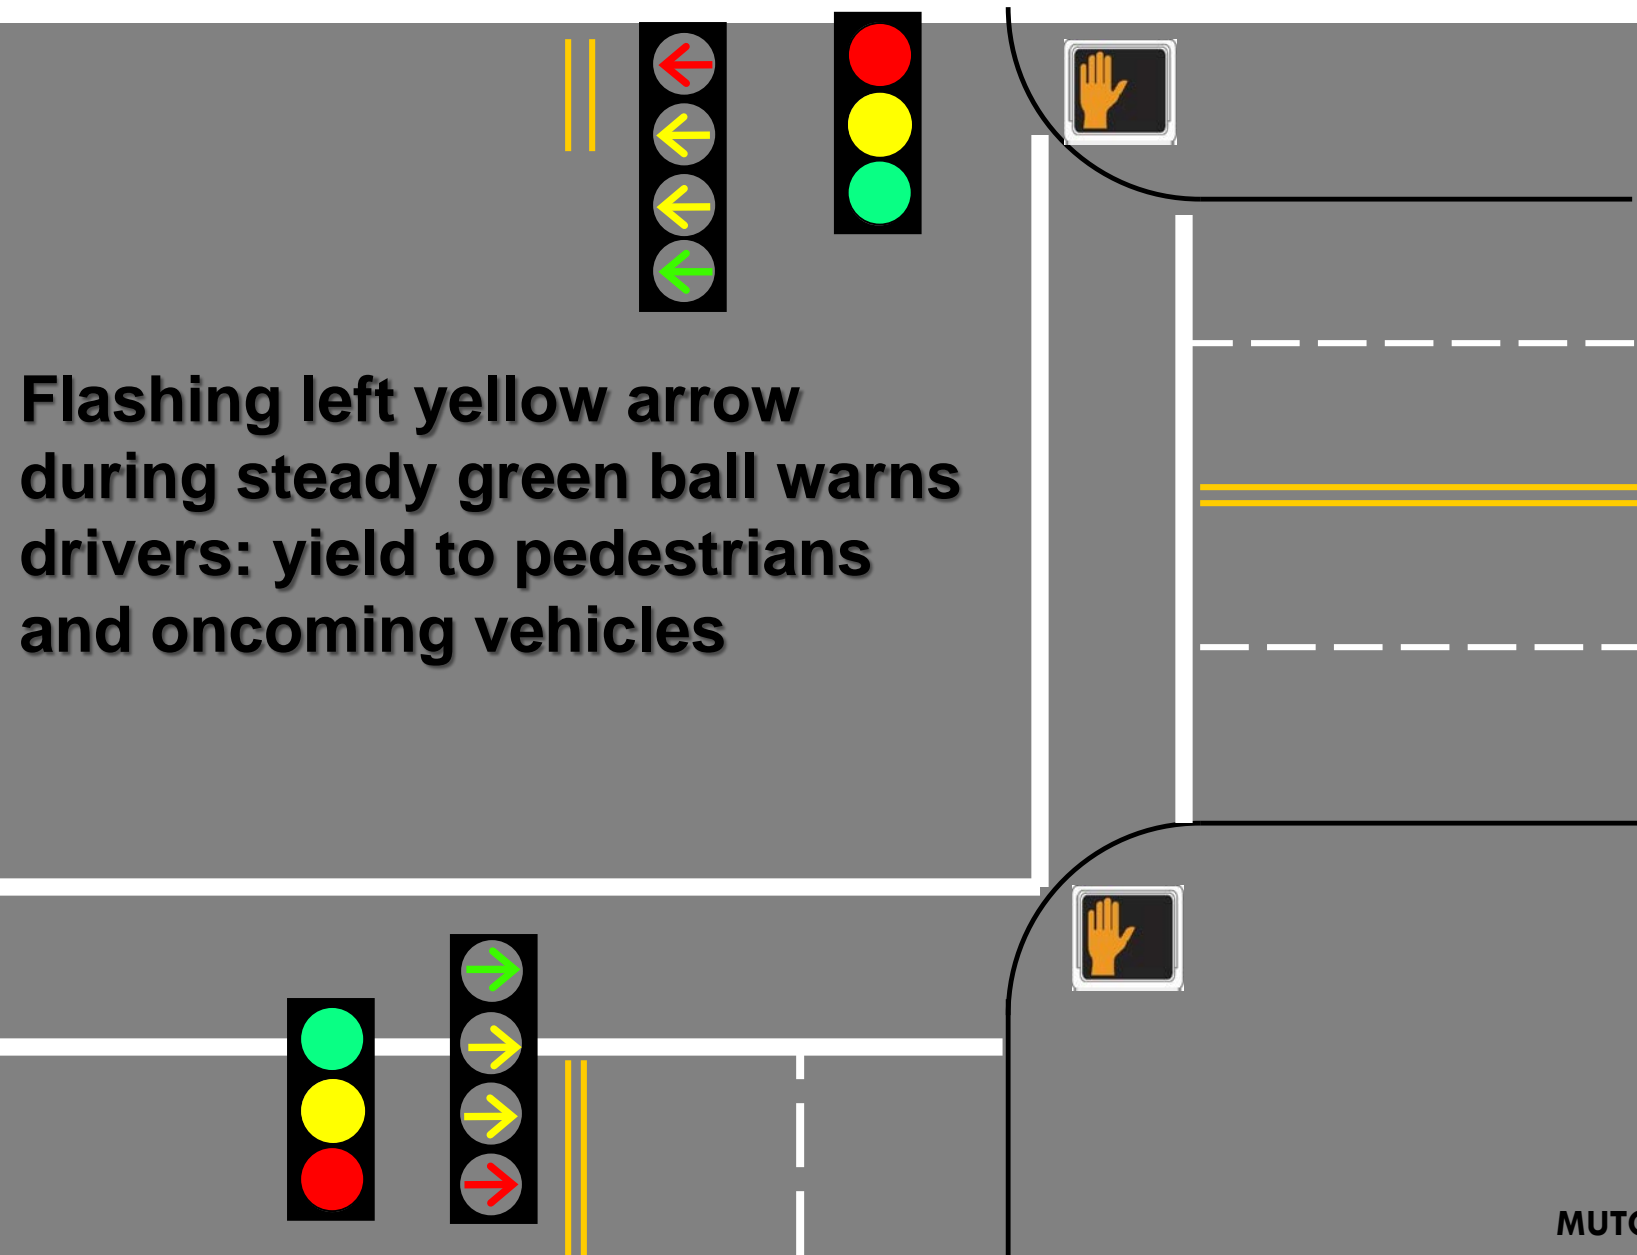 Flashing left yellow arrow
during steady green ball warns
drivers: yield to pedestrians
and oncoming vehicles